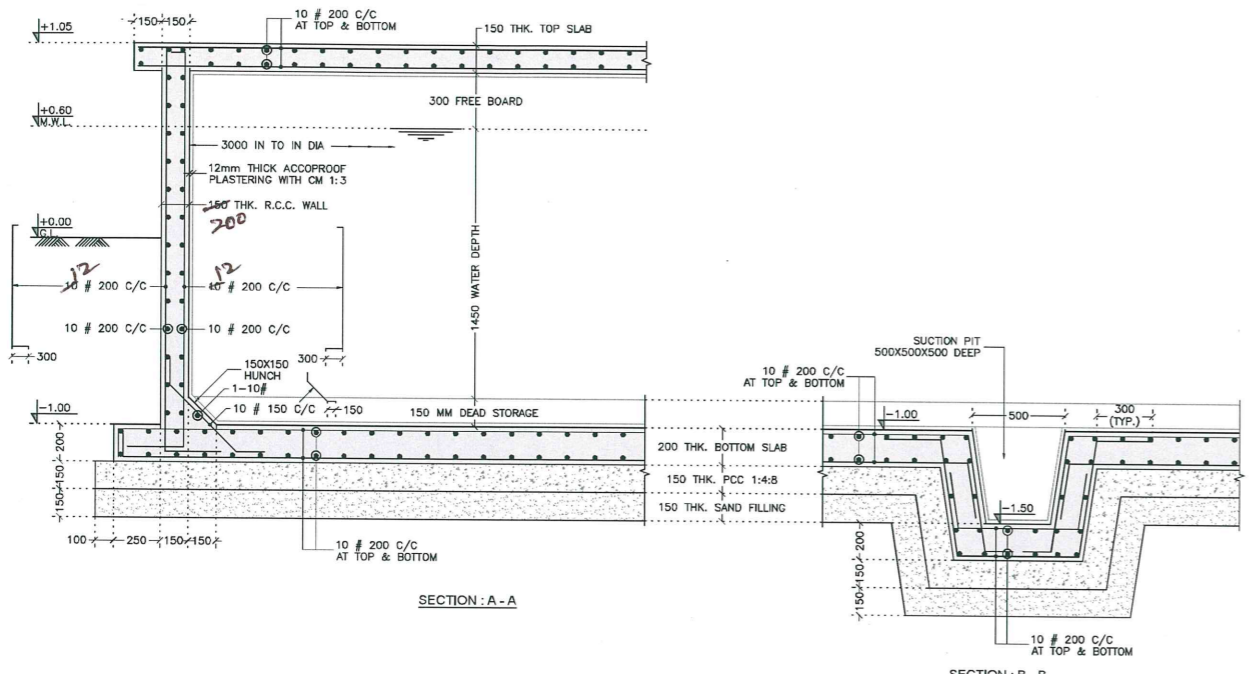 +1.05
150
150
10 # 200 C/C
AT TOP & BOTTOM
150 THK. TOP SLAB
300 FREE BOARD
+0.60
M.W.L.
3000 IN TO IN DIA
12mm THICK ACCOPROOF
PLASTERING WITH CM 1:3
150 THK. R.C.C. WALL
200
+0.00
G.L.
12
12
10 # 200 C/C
10 # 200 C/C
1450 WATER DEPTH
10 # 200 C/C
10 # 200 C/C
300
300
150X150
HUNCH
1-10#
10 # 150 C/C
150
150 MM DEAD STORAGE
-1.00
200
150
150
100
250
150
150
10 # 200 C/C
AT TOP & BOTTOM
SECTION : A - A
200 THK. BOTTOM SLAB
150 THK. PCC 1:4:8
150 THK. SAND FILLING
SUCTION PIT
500X500X500 DEEP
10 # 200 C/C
AT TOP & BOTTOM
-1.00
500
300
(TYP.)
-1.50
200
150
150
10 # 200 C/C
AT TOP & BOTTOM
SECTION : B - B